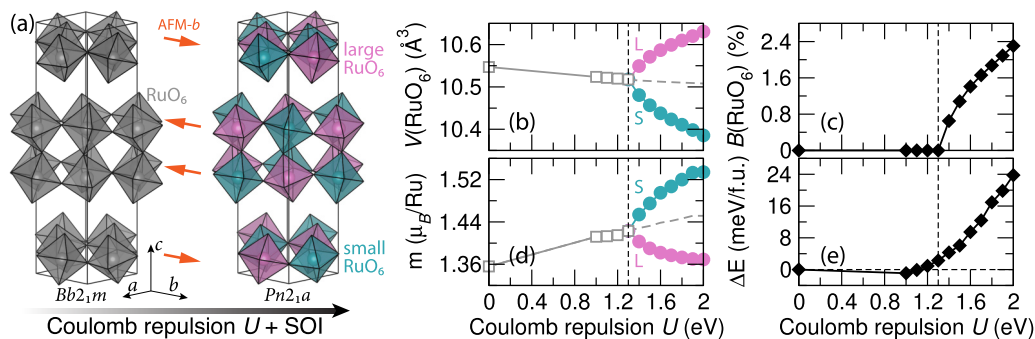 (a)
AFM-b
large
RuO₆
RuO₆
small
RuO₆
c
a
b
Bb2₁m
Pn2₁a
Coulomb repulsion U + SOI
V(RuO₆) (Å³)
10.6
10.5
10.4
L
S
(b)
m (μB/Ru)
1.52
1.44
1.36
S
L
(d)
0 0.4 0.8 1.2 1.6 2
Coulomb repulsion U (eV)
B(RuO₆) (%)
2.4
1.8
1.2
0.6
0
(c)
ΔE (meV/f.u.)
24
16
8
0
(e)
0 0.4 0.8 1.2 1.6 2
Coulomb repulsion U (eV)